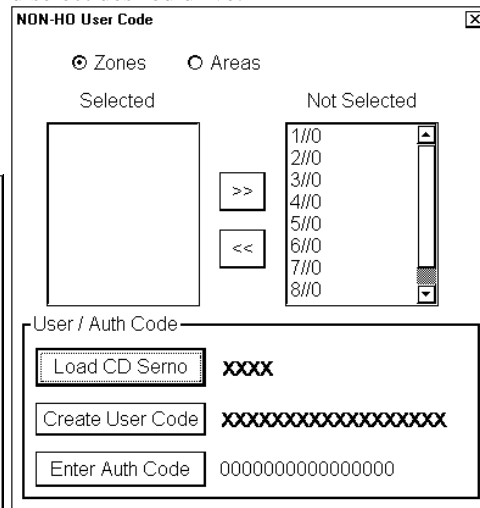 NON-HO User Code
Zones Areas
Selected Not Selected
1//0
2//0
3//0
>>
4//0
5//0
<<
6//0
7//0
8//0
User / Auth Code
Load CD Serno XXXX
Create User Code XXXXXXXXXXXXXXXXXX
Enter Auth Code 0000000000000000